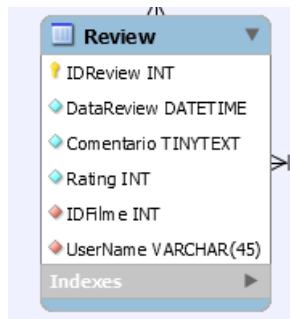 Review
IDReview INT
DataReview DATETIME
Comentario TINYTEXT
Rating INT
IDFilme INT
UserName VARCHAR(45)
Indexes